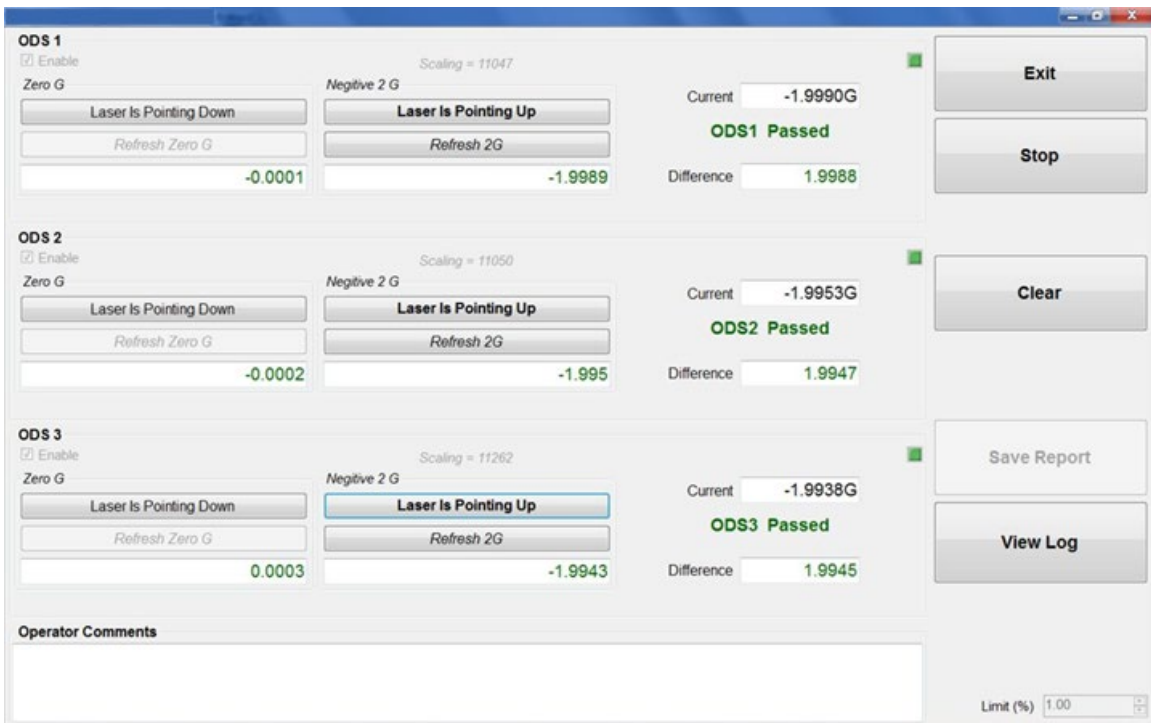 ODS 1
Enable
Scaling = 11047
Zero G
Negitive 2 G
Laser Is Pointing Down
Laser Is Pointing Up
Refresh Zero G
Refresh 2G
-0.0001
-1.9989
Current -1.9990G
ODS1 Passed
Difference 1.9988
ODS 2
Enable
Scaling = 11050
Zero G
Negitive 2 G
Laser Is Pointing Down
Laser Is Pointing Up
Refresh Zero G
Refresh 2G
-0.0002
-1.995
Current -1.9953G
ODS2 Passed
Difference 1.9947
ODS 3
Enable
Scaling = 11262
Zero G
Negitive 2 G
Laser Is Pointing Down
Laser Is Pointing Up
Refresh Zero G
Refresh 2G
0.0003
-1.9943
Current -1.9938G
ODS3 Passed
Difference 1.9945
Operator Comments
Exit
Stop
Clear
Save Report
View Log
Limit (%) 1.00